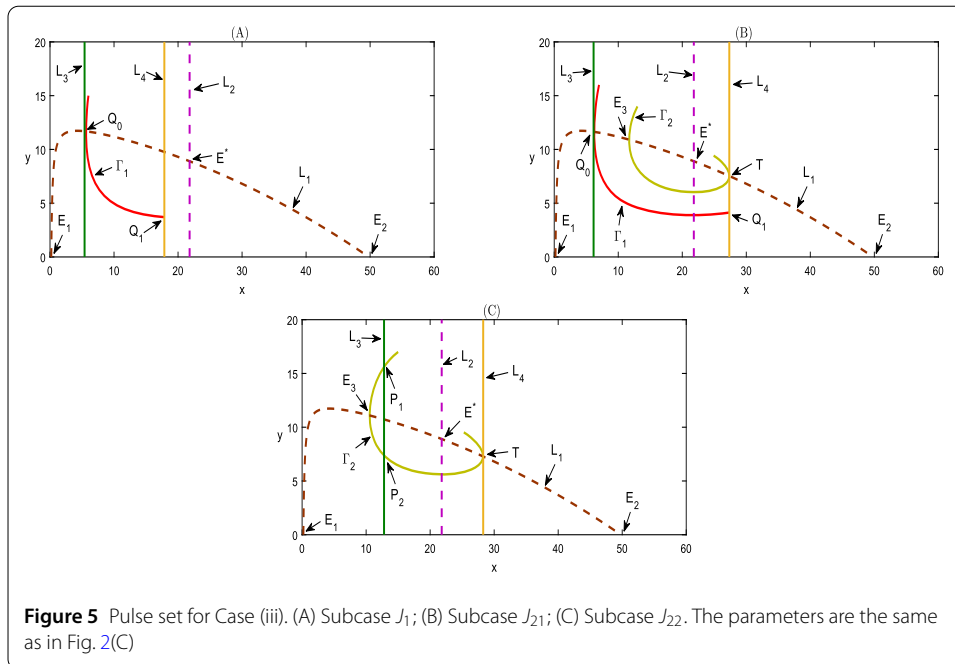 (A)
20
15
10
5
0
y
0 10 20 30 40 50 60
x
L3
L4
L2
Q0
Γ1
E*
L1
E1
Q1
E2
(B)
20
15
10
5
0
y
0 10 20 30 40 50 60
x
L3
L2
L4
E3
Γ2
E*
Q0
T
L1
E1
Γ1
Q1
E2
(C)
20
15
10
5
0
y
0 10 20 30 40 50 60
x
L3
L2
L4
E3
P1
E*
Γ2
T
L1
P2
E1
E2
Figure 5 Pulse set for Case (iii). (A) Subcase J1; (B) Subcase J21; (C) Subcase J22. The parameters are the same
as in Fig. 2(C)